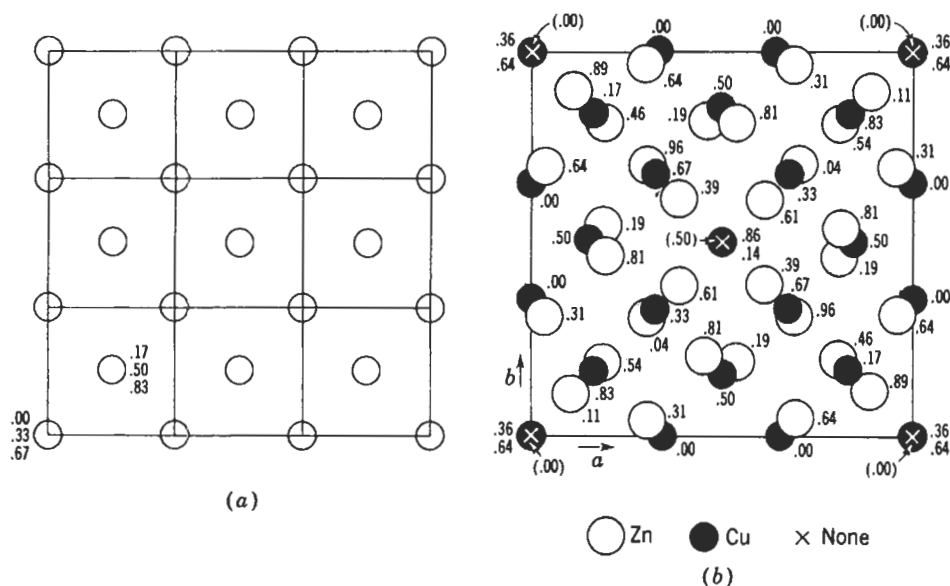 .17
.50
.83
.00
.33
.67
(a)
(.00) .00 .00 (.00)
.36 .36
.64 .64
.89 .64 .50 .31 .11
.17 .83
.46 .19 .81 .54
.64 .96 .04 .31
.67 .33
.00 .39 .61 .00
.19 .81
.50 (.50) .86 .50
.81 .14 .19
.00 .61 .39 .67 .00
.31 .33 .96 .64
.04 .81 .19 .46
.54 .17
b .83 .50 .89
.11 .31 .64
.36 .36
.64 .64
(.00) a .00 .00 (.00)
Zn Cu × None
(b)